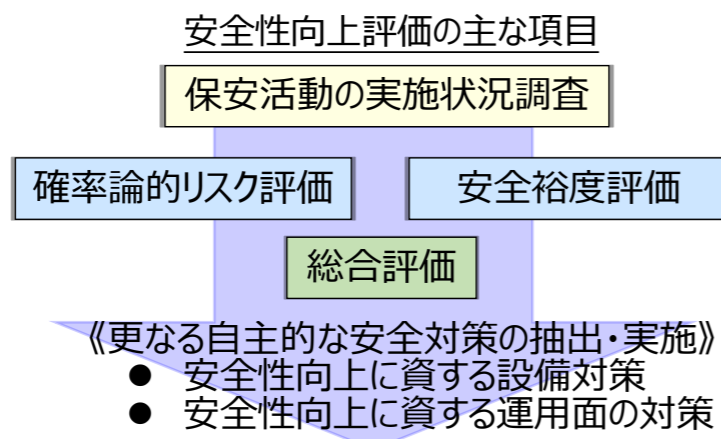 安全性向上評価の主な項目
保安活動の実施状況調査
確率論的リスク評価 安全裕度評価
総合評価
《更なる自主的な安全対策の抽出・実施》
● 安全性向上に資する設備対策
● 安全性向上に資する運用面の対策